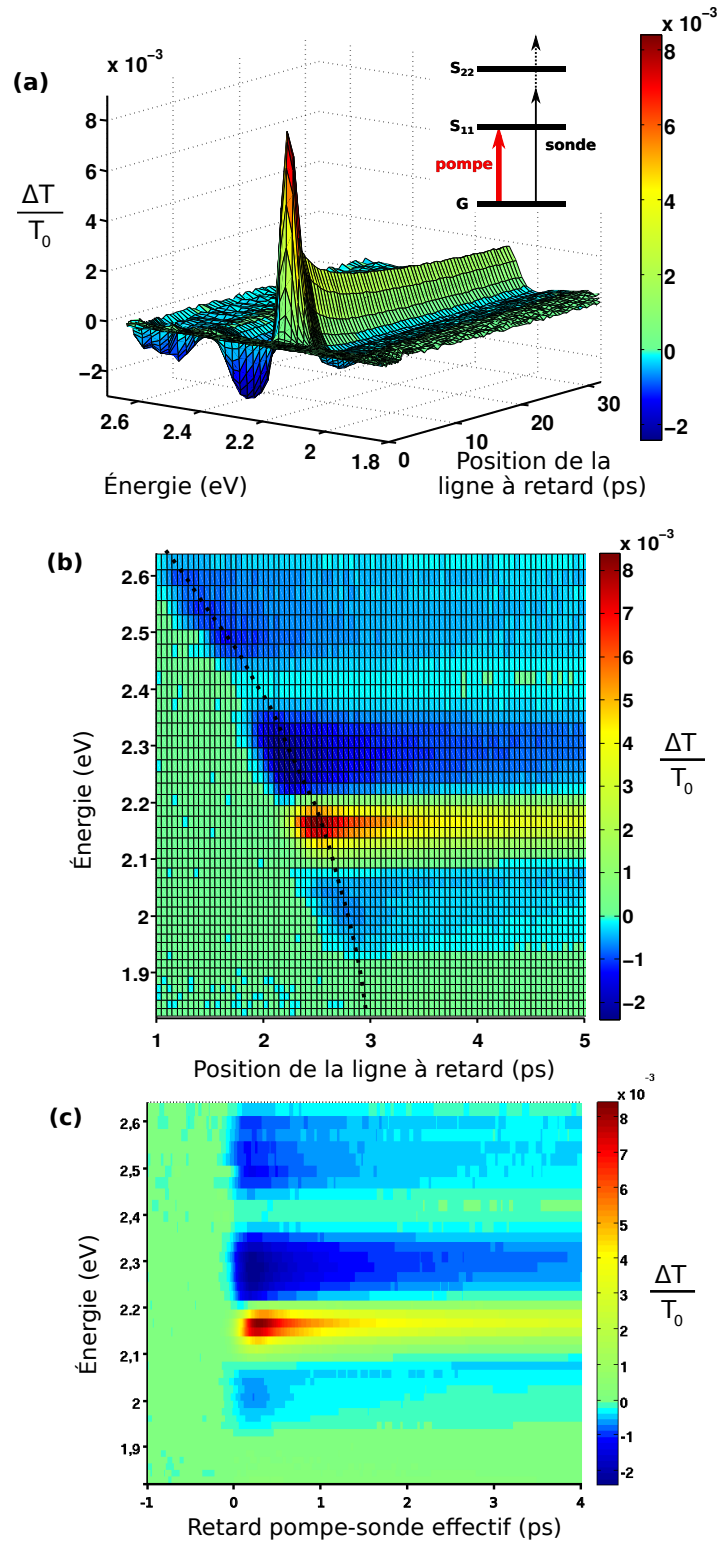 (a)
x 10⁻³
ΔT
T₀
8
6
4
2
0
−2
2.6
2.4
2.2
2
1.8
0
10
20
30
Énergie (eV)
Position de la
ligne à retard (ps)
S₂₂
S₁₁
G
pompe
sonde
x 10⁻³
8
6
4
2
0
−2
(b)
2.6
2.5
2.4
2.3
2.2
2.1
2
1.9
Énergie (eV)
1
2
3
4
5
Position de la ligne à retard (ps)
x 10⁻³
8
7
6
5
4
3
2
1
0
−1
−2
ΔT
T₀
(c)
2,6
2,5
2,4
2,3
2.2
2,1
2
1,9
Énergie (eV)
-1
0
1
2
3
4
Retard pompe-sonde effectif (ps)
x 10⁻³
8
7
6
5
4
3
2
1
0
-1
-2
ΔT
T₀